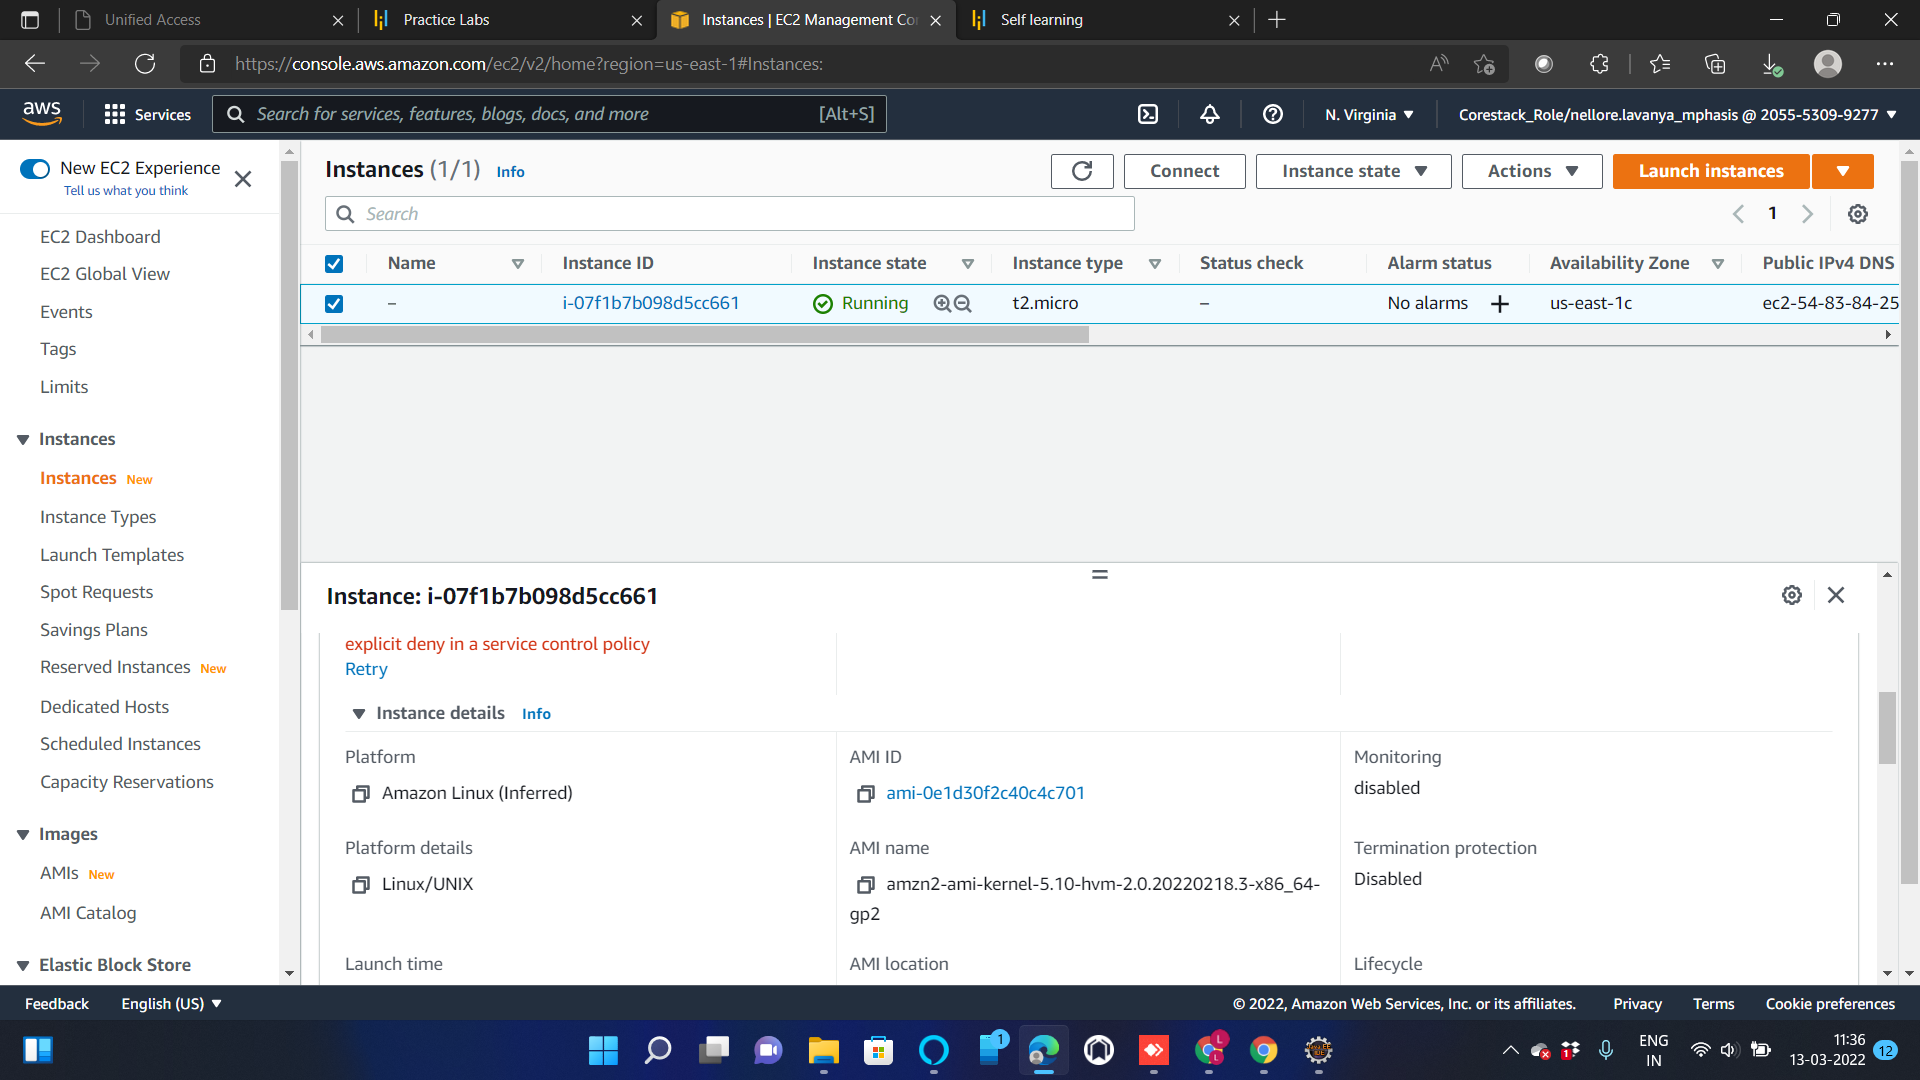 Unified Access
Practice Labs
Instances | EC2 Management Co
Self learning
https://console.aws.amazon.com/ec2/v2/home?region=us-east-1#Instances:
aws
Services
Search for services, features, blogs, docs, and more
[Alt+S]
N. Virginia
Corestack_Role/nellore.lavanya_mphasis @ 2055-5309-9277
New EC2 Experience
Tell us what you think
EC2 Dashboard
EC2 Global View
Events
Tags
Limits
Instances
Instances New
Instance Types
Launch Templates
Spot Requests
Savings Plans
Reserved Instances New
Dedicated Hosts
Scheduled Instances
Capacity Reservations
Images
AMIs New
AMI Catalog
Elastic Block Store
Instances (1/1) Info
Connect
Instance state
Actions
Launch instances
Search
1
Name
Instance ID
Instance state
Instance type
Status check
Alarm status
Availability Zone
Public IPv4 DNS
–
i-07f1b7b098d5cc661
Running
t2.micro
–
No alarms
us-east-1c
ec2-54-83-84-25
Instance: i-07f1b7b098d5cc661
explicit deny in a service control policy
Retry
Instance details Info
Platform
Amazon Linux (Inferred)
AMI ID
ami-0e1d30f2c40c4c701
Monitoring
disabled
Platform details
Linux/UNIX
AMI name
amzn2-ami-kernel-5.10-hvm-2.0.20220218.3-x86_64-
gp2
Termination protection
Disabled
Launch time
AMI location
Lifecycle
Feedback
English (US)
© 2022, Amazon Web Services, Inc. or its affiliates.
Privacy
Terms
Cookie preferences
1
L
L
1
ENG
IN
11:36
13-03-2022
12